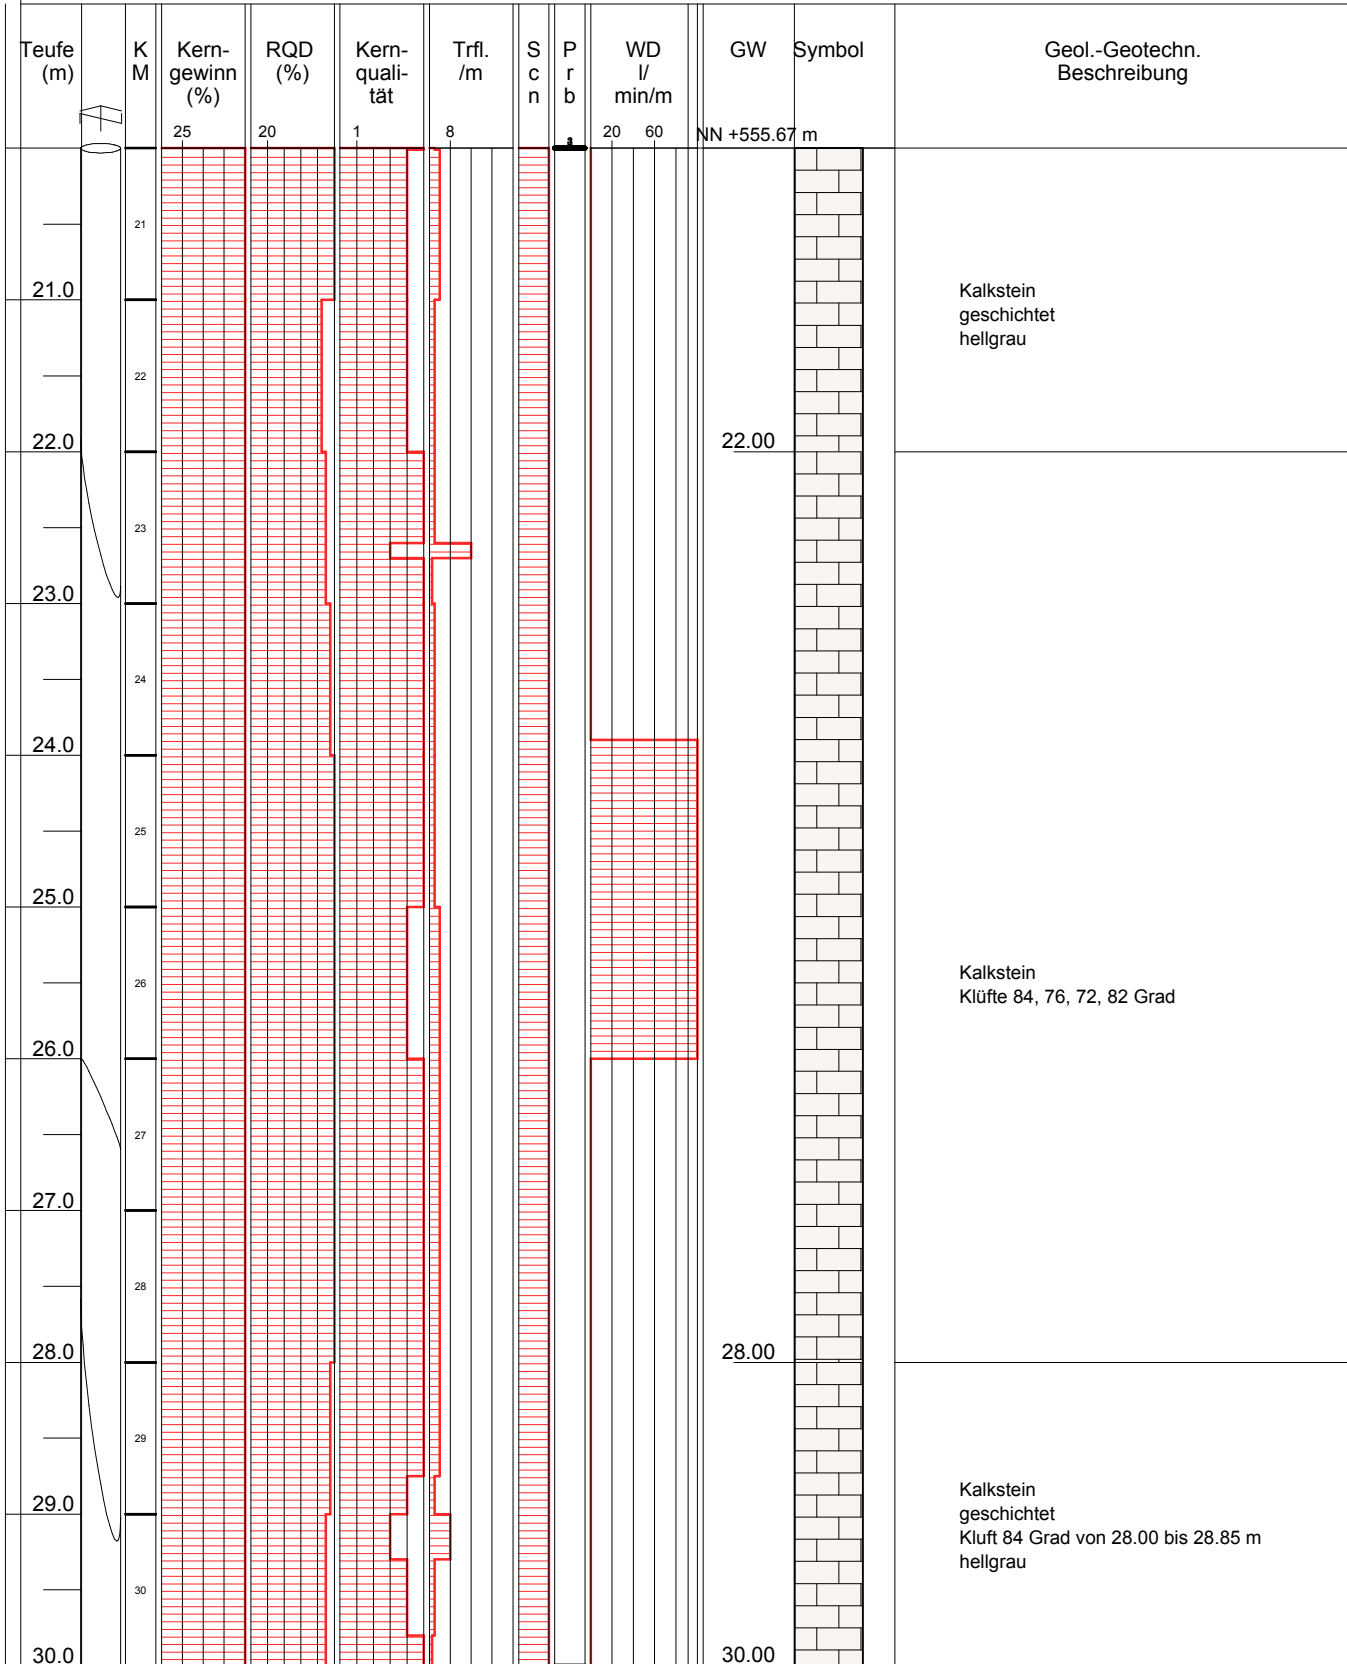 Teufe
(m)
K
M
Kern-
gewinn
(%)
RQD
(%)
Kern-
quali-
tät
Trfl.
/m
S
c
n
P
r
b
WD
l/
min/m
GW
Symbol
Geol.-Geotechn.
Beschreibung
25
20
1
8
20 60
NN +555.67 m
21
21.0
Kalkstein
geschichtet
hellgrau
22
22.0
22.00
23
23.0
24
24.0
25
25.0
Kalkstein
Klüfte 84, 76, 72, 82 Grad
26
26.0
27
27.0
28
28.0
28.00
29
29.0
Kalkstein
geschichtet
Kluft 84 Grad von 28.00 bis 28.85 m
hellgrau
30
30.0
30.00